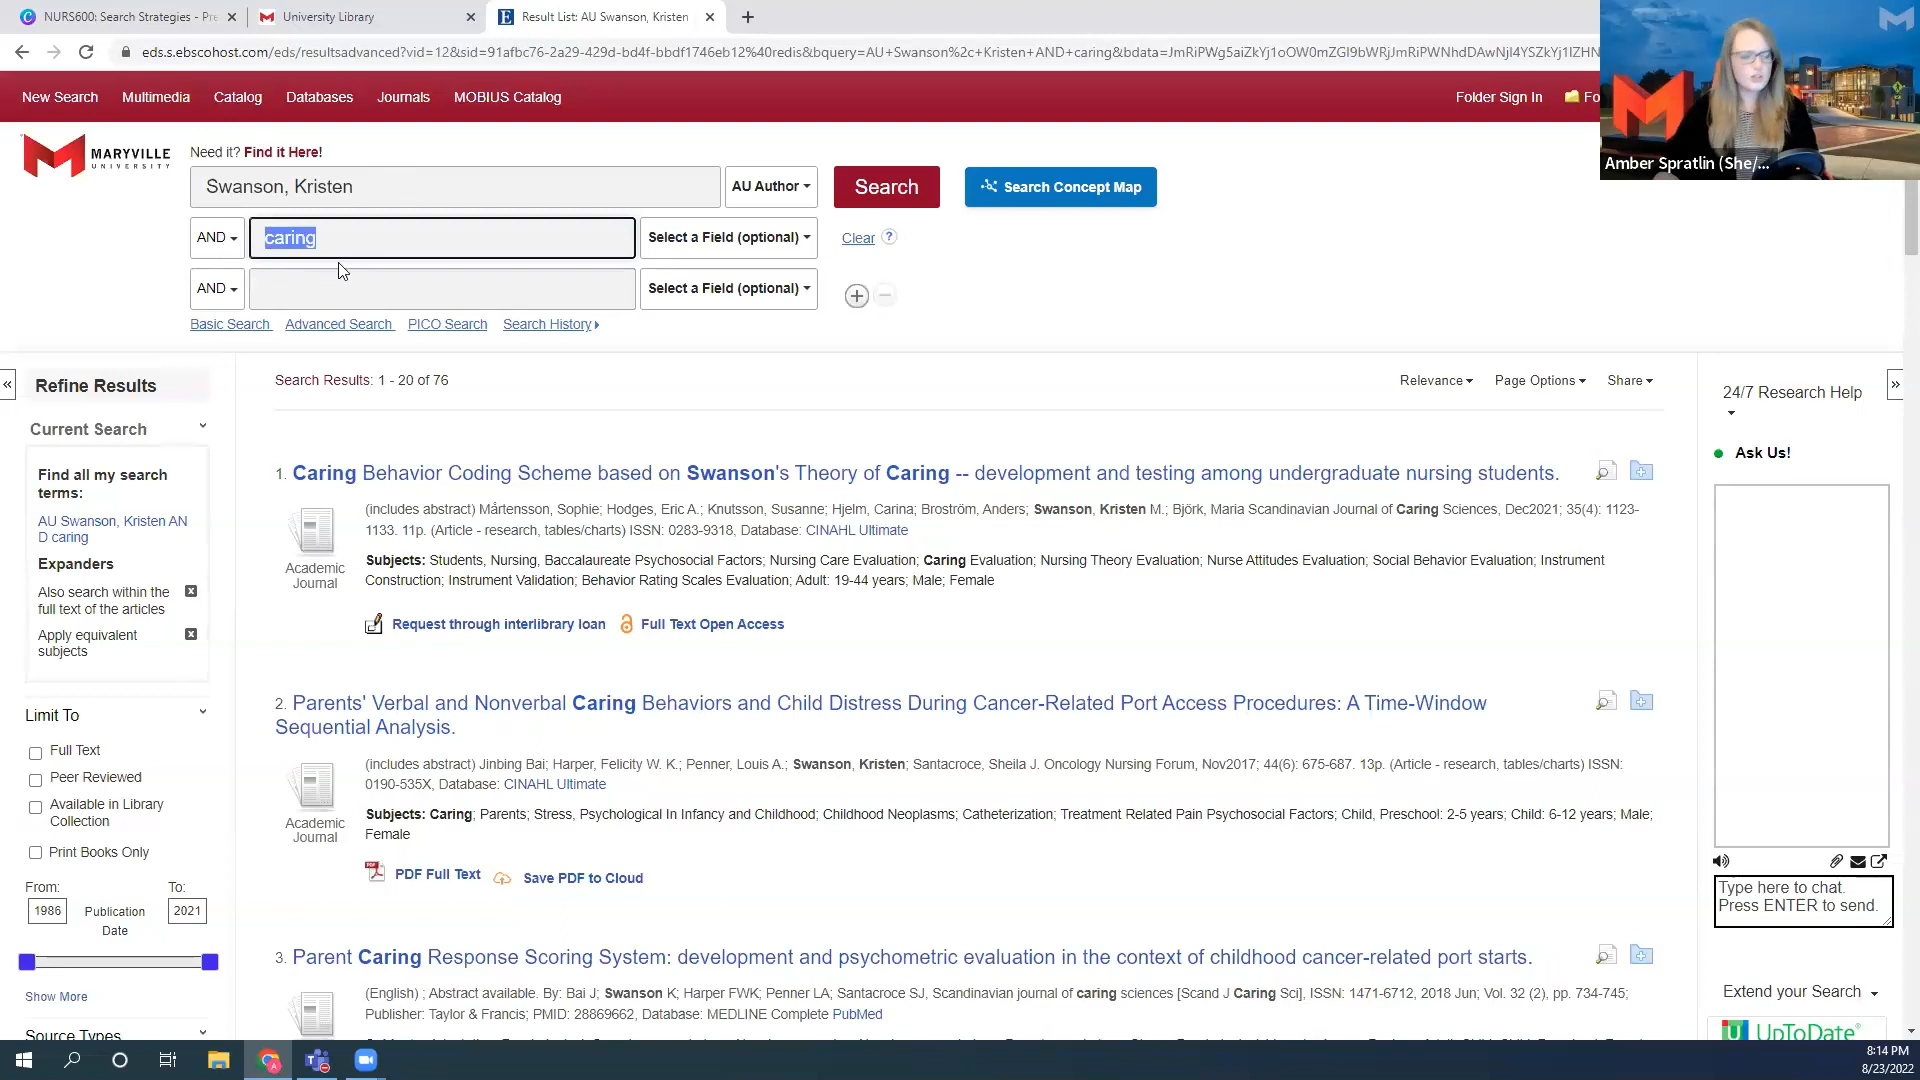 NURS600: Search Strategies - Pre
University Library
Result List: AU Swanson, Kristen
eds.s.ebscohost.com/eds/resultsadvanced?vid=12&sid=91afbc76-2a29-429d-bd4f-bbdf1746eb12%40redis&bquery=AU+Swanson%2c+Kristen+AND+caring&bdata=JmRiPWg5aiZkYj1oOW0mZGI9bWRjJmRiPWNhdDAwNjI4YSZkYj1lZHN
New Search
Multimedia
Catalog
Databases
Journals
MOBIUS Catalog
Folder Sign In
Fo
Amber Spratlin (She/...
MARYVILLE
UNIVERSITY
Need it? Find it Here!
Swanson, Kristen
AU Author
Search
Search Concept Map
AND
caring
Select a Field (optional)
Clear
?
AND
Select a Field (optional)
Basic Search
Advanced Search
PICO Search
Search History
Refine Results
Current Search
Find all my search
terms:
AU Swanson, Kristen AN
D caring
Expanders
Also search within the
full text of the articles
Apply equivalent
subjects
Limit To
Full Text
Peer Reviewed
Available in Library
Collection
Print Books Only
From:
To:
1986
Publication
Date
2021
Show More
Source Types
Search Results: 1 - 20 of 76
Relevance
Page Options
Share
1. Caring Behavior Coding Scheme based on Swanson's Theory of Caring -- development and testing among undergraduate nursing students.
Academic
Journal
(includes abstract) Mårtensson, Sophie; Hodges, Eric A.; Knutsson, Susanne; Hjelm, Carina; Broström, Anders; Swanson, Kristen M.; Björk, Maria Scandinavian Journal of Caring Sciences, Dec2021; 35(4): 1123-
1133. 11p. (Article - research, tables/charts) ISSN: 0283-9318, Database: CINAHL Ultimate
Subjects: Students, Nursing, Baccalaureate Psychosocial Factors; Nursing Care Evaluation; Caring Evaluation; Nursing Theory Evaluation; Nurse Attitudes Evaluation; Social Behavior Evaluation; Instrument
Construction; Instrument Validation; Behavior Rating Scales Evaluation; Adult: 19-44 years; Male; Female
Request through interlibrary loan
Full Text Open Access
2. Parents' Verbal and Nonverbal Caring Behaviors and Child Distress During Cancer-Related Port Access Procedures: A Time-Window
Sequential Analysis.
Academic
Journal
(includes abstract) Jinbing Bai; Harper, Felicity W. K.; Penner, Louis A.; Swanson, Kristen; Santacroce, Sheila J. Oncology Nursing Forum, Nov2017; 44(6): 675-687. 13p. (Article - research, tables/charts) ISSN:
0190-535X, Database: CINAHL Ultimate
Subjects: Caring; Parents; Stress, Psychological In Infancy and Childhood; Childhood Neoplasms; Catheterization; Treatment Related Pain Psychosocial Factors; Child, Preschool: 2-5 years; Child: 6-12 years; Male;
Female
PDF Full Text
Save PDF to Cloud
3. Parent Caring Response Scoring System: development and psychometric evaluation in the context of childhood cancer-related port starts.
(English) ; Abstract available. By: Bai J; Swanson K; Harper FWK; Penner LA; Santacroce SJ, Scandinavian journal of caring sciences [Scand J Caring Sci], ISSN: 1471-6712, 2018 Jun; Vol. 32 (2), pp. 734-745;
Publisher: Taylor & Francis; PMID: 28869662, Database: MEDLINE Complete PubMed
24/7 Research Help
Ask Us!
Type here to chat.
Press ENTER to send.
Extend your Search
UpToDate®
8:14 PM
8/23/2022